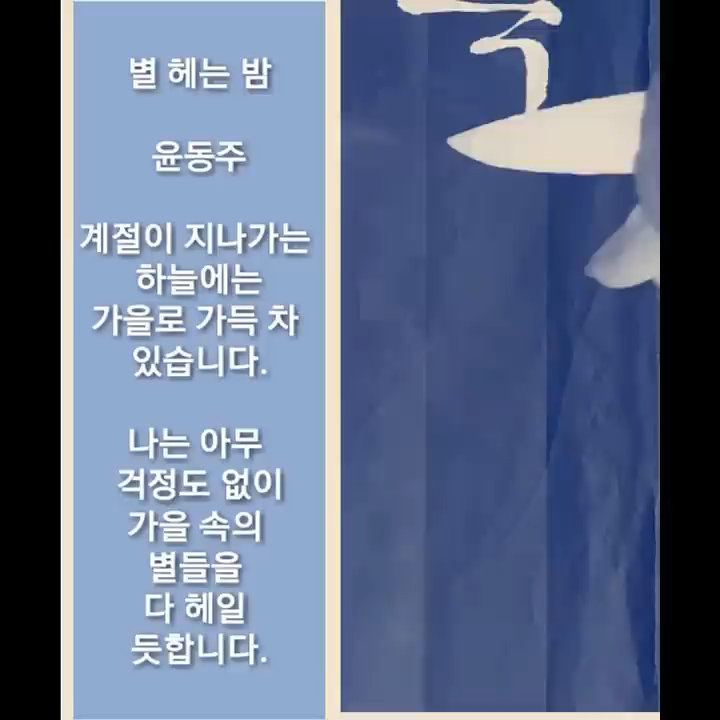 별 헤는 밤
윤동주
계절이 지나가는
하늘에는
가을로 가득 차
있습니다.
나는 아무
걱정도 없이
가을 속의
별들을
다 헤일
듯합니다.